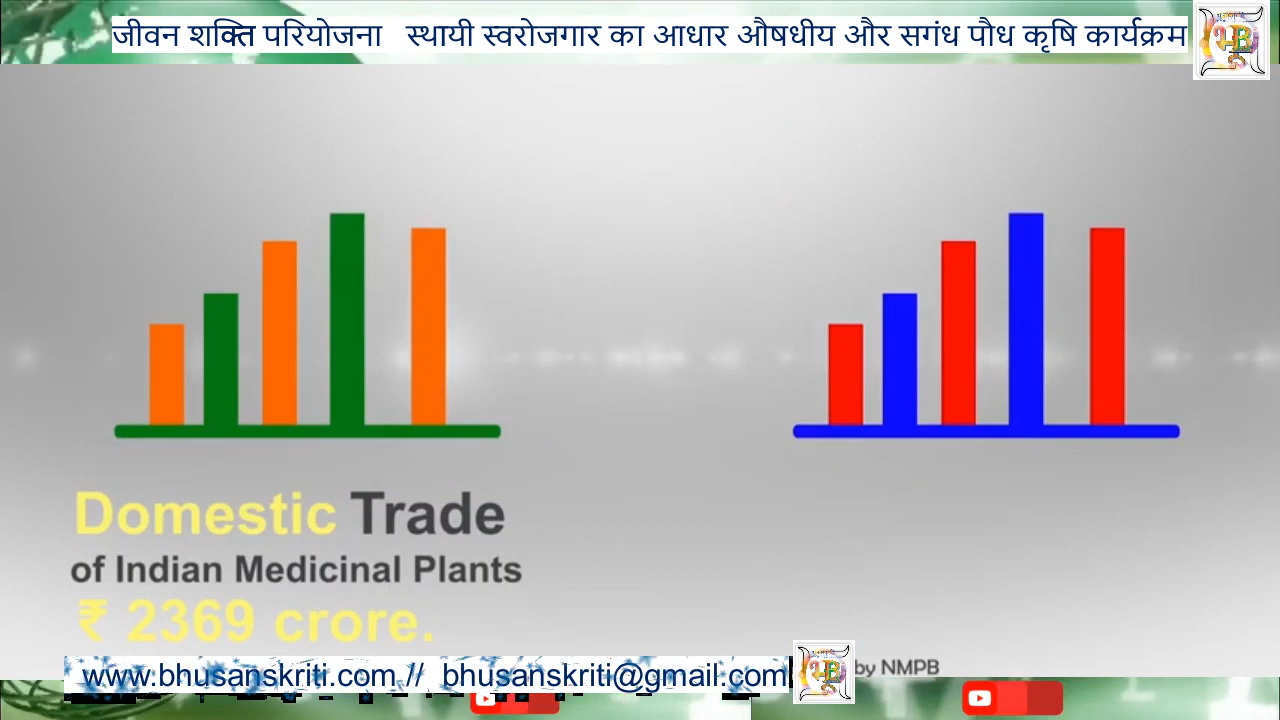 जीवन शक्ति परियोजना स्थायी स्वरोजगार का आधार औषधीय और सगंध पौध कृषि कार्यक्रम
Domestic Trade
of Indian Medicinal Plants
₹ 2369 crore.
www.bhusanskriti.com // bhusanskriti@gmail.com
by NMPB